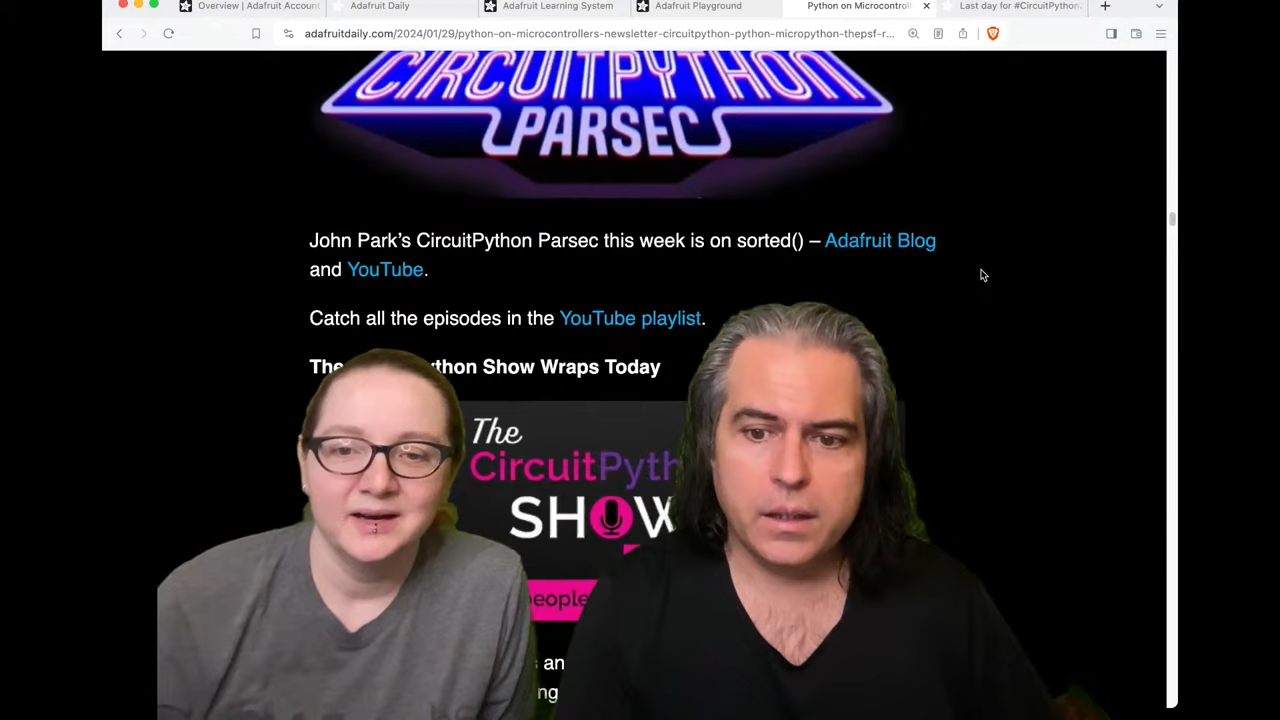 Overview | Adafruit Account
Adafruit Daily
Adafruit Learning System
Adafruit Playground
Python on Microcontroll
Last day for #CircuitPython2
adafruitdaily.com/2024/01/29/python-on-microcontrollers-newsletter-circuitpython-python-micropython-thepsf-r...
CIRCUITPYTHON
PARSEC
John Park’s CircuitPython Parsec this week is on sorted() – Adafruit Blog
and YouTube.
Catch all the episodes in the YouTube playlist.
The ython Show Wraps Today
The
CircuitPyth
SHOW
people
an
ng